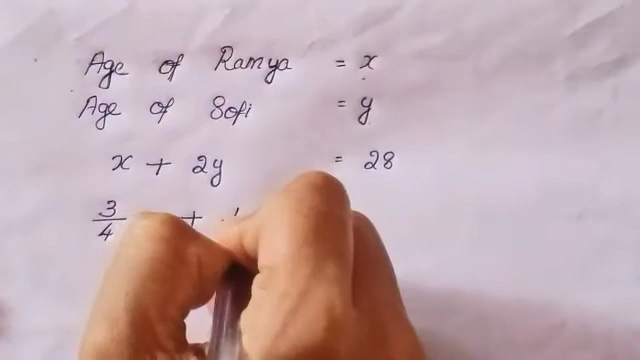 Age of Ramya = x
Age of Sofi = y
x + 2y = 28
3/4 +